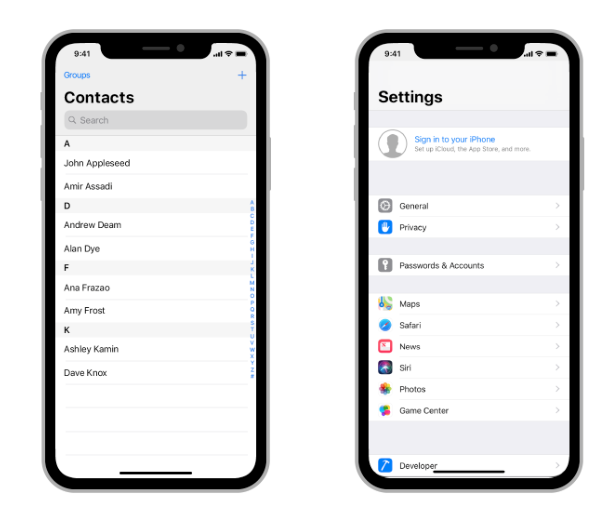 9:41
Groups
+
Contacts
Search
A
John Appleseed
Amir Assadi
D
Andrew Deam
Alan Dye
F
Ana Frazao
Amy Frost
K
Ashley Kamin
Dave Knox
A
B
C
D
E
F
G
H
I
J
K
L
M
N
O
P
Q
R
S
T
U
V
W
X
Y
Z
#
9:41
Settings
Sign in to your iPhone
Set up iCloud, the App Store, and more.
General
Privacy
Passwords & Accounts
Maps
Safari
News
Siri
Photos
Game Center
Developer